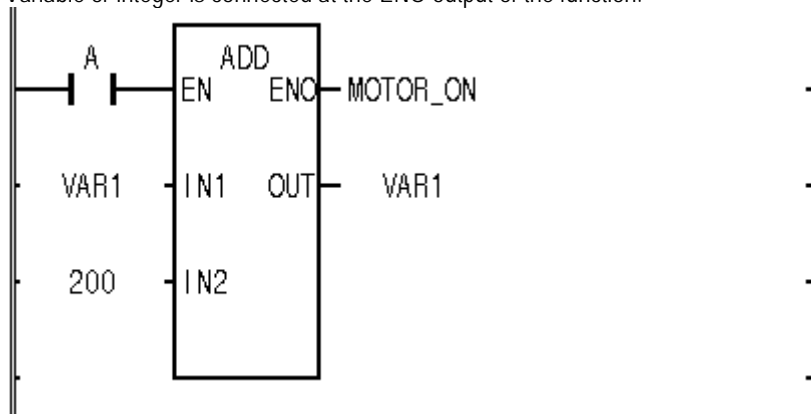 Variable or integer is connected at the ENO output of the function.
A
ADD
EN ENO MOTOR_ON
VAR1 IN1 OUT VAR1
200 IN2